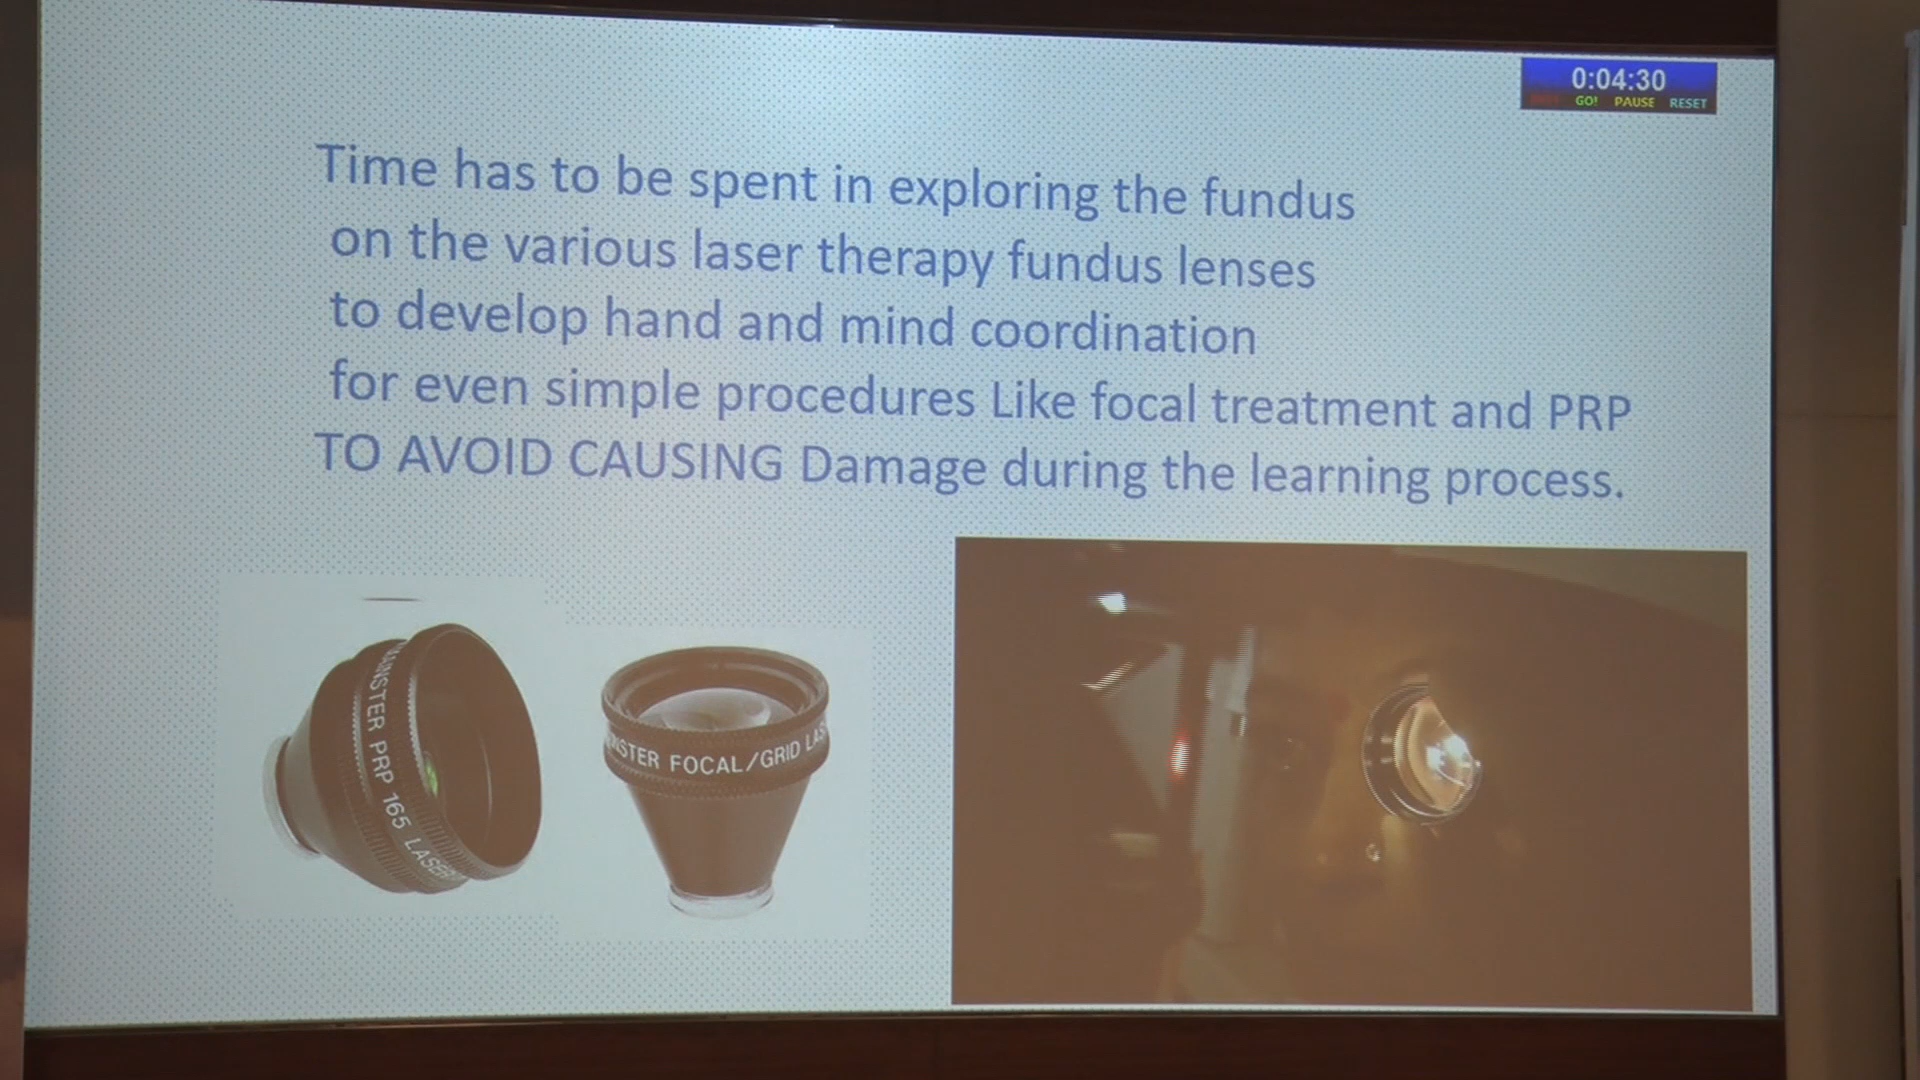 0:04:30
GO! PAUSE RESET
Time has to be spent in exploring the fundus
on the various laser therapy fundus lenses
to develop hand and mind coordination
for even simple procedures Like focal treatment and PRP
TO AVOID CAUSING Damage during the learning process.
MAINSTER PRP 165 LASER
FOCAL/GRID